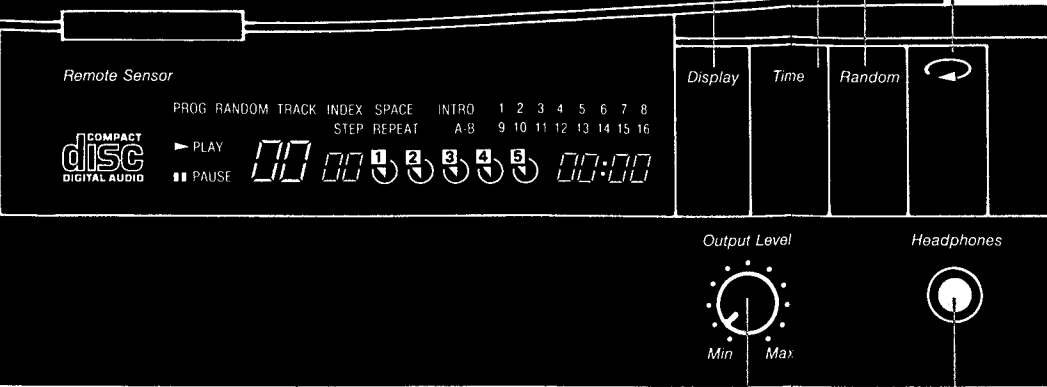 Remote Sensor
PROG RANDOM TRACK INDEX SPACE INTRO 1 2 3 4 5 6 7 8
STEP REPEAT A-B 9 10 11 12 13 14 15 16
COMPACT
disc
DIGITAL AUDIO
PLAY
PAUSE
00 00 1 2 3 4 5 00:00
Display
Time
Random
Output Level
Min
Max
Headphones